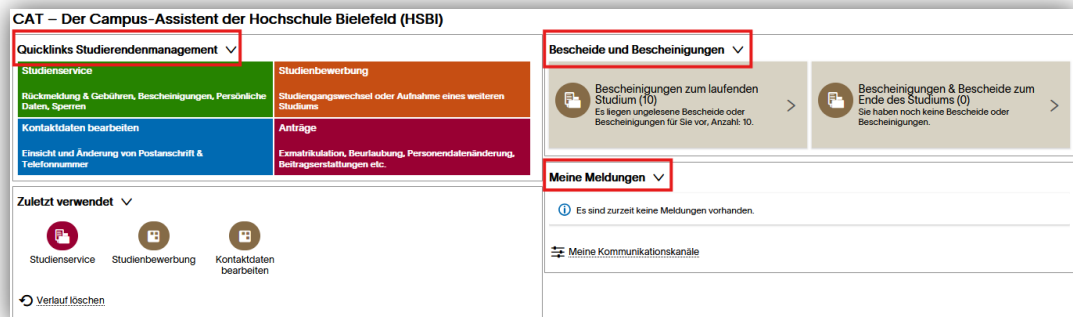 CAT – Der Campus-Assistent der Hochschule Bielefeld (HSBI)
Quicklinks Studierendenmanagement
Studienservice
Rückmeldung & Gebühren, Bescheinigungen, Persönliche
Daten, Sperren
Studienbewerbung
Studiengangswechsel oder Aufnahme eines weiteren
Studiums
Kontaktdaten bearbeiten
Einsicht und Änderung von Postanschrift &
Telefonnummer
Anträge
Exmatrikulation, Beurlaubung, Personendatenänderung,
Beitragserstattungen etc.
Zuletzt verwendet
Studienservice
Studienbewerbung
Kontaktdaten
bearbeiten
Verlauf löschen
Bescheide und Bescheinigungen
Bescheinigungen zum laufenden
Studium (10)
Es liegen ungelesene Bescheide oder
Bescheinigungen für Sie vor, Anzahl: 10.
Bescheinigungen & Bescheide zum
Ende des Studiums (0)
Sie haben noch keine Bescheide oder
Bescheinigungen.
Meine Meldungen
Es sind zurzeit keine Meldungen vorhanden.
Meine Kommunikationskanäle